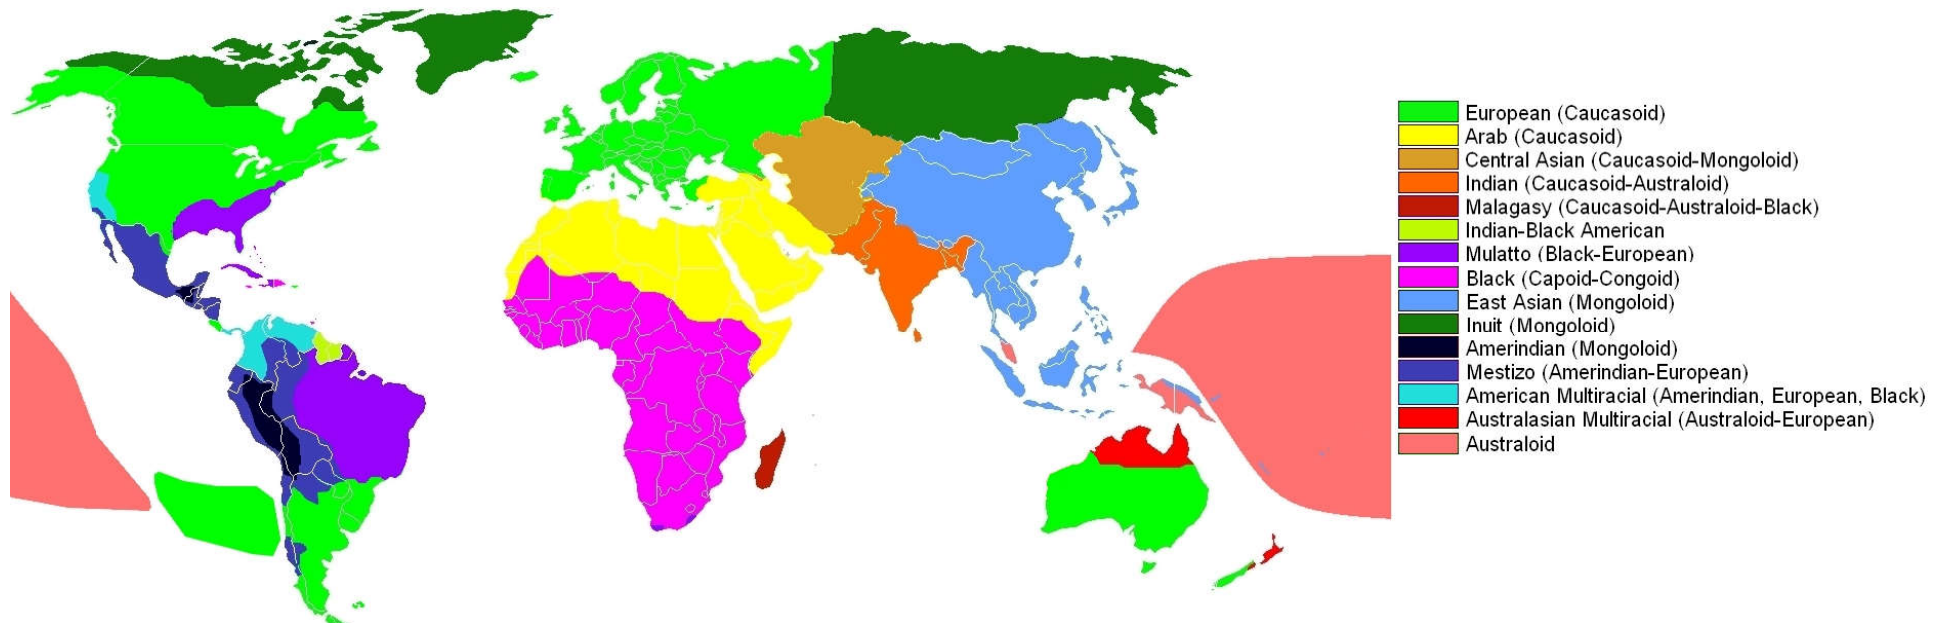 European (Caucasoid)
Arab (Caucasoid)
Central Asian (Caucasoid-Mongoloid)
Indian (Caucasoid-Australoid)
Malagasy (Caucasoid-Australoid-Black)
Indian-Black American
Mulatto (Black-European)
Black (Capoid-Congoid)
East Asian (Mongoloid)
Inuit (Mongoloid)
Amerindian (Mongoloid)
Mestizo (Amerindian-European)
American Multiracial (Amerindian, European, Black)
Australasian Multiracial (Australoid-European)
Australoid